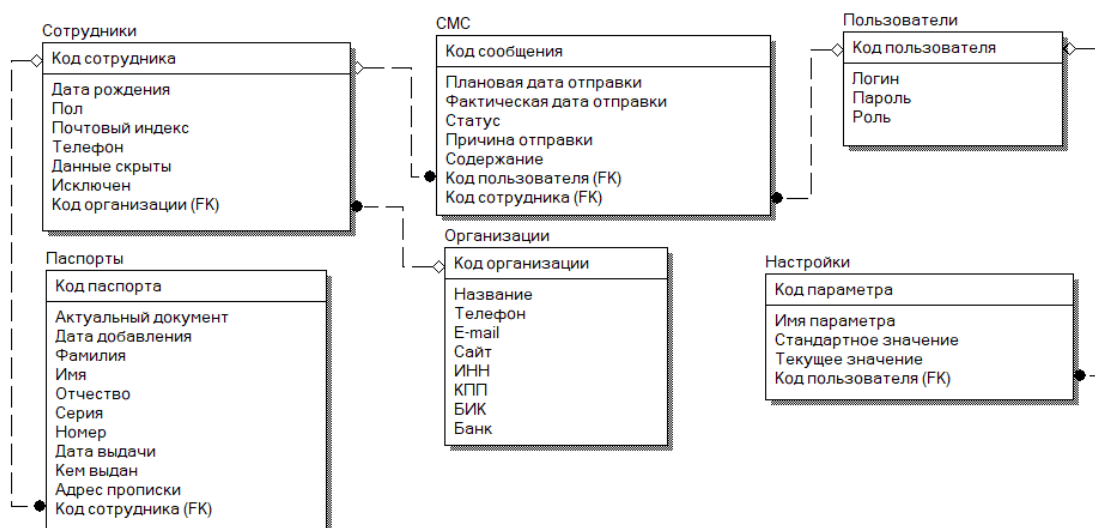 Сотрудники
Код сотрудника
Дата рождения
Пол
Почтовый индекс
Телефон
Данные скрыты
Исключен
Код организации (FK)
СМС
Код сообщения
Плановая дата отправки
Фактическая дата отправки
Статус
Причина отправки
Содержание
Код пользователя (FK)
Код сотрудника (FK)
Пользователи
Код пользователя
Логин
Пароль
Роль
Паспорты
Код паспорта
Актуальный документ
Дата добавления
Фамилия
Имя
Отчество
Серия
Номер
Дата выдачи
Кем выдан
Адрес прописки
Код сотрудника (FK)
Организации
Код организации
Название
Телефон
E-mail
Сайт
ИНН
КПП
БИК
Банк
Настройки
Код параметра
Имя параметра
Стандартное значение
Текущее значение
Код пользователя (FK)